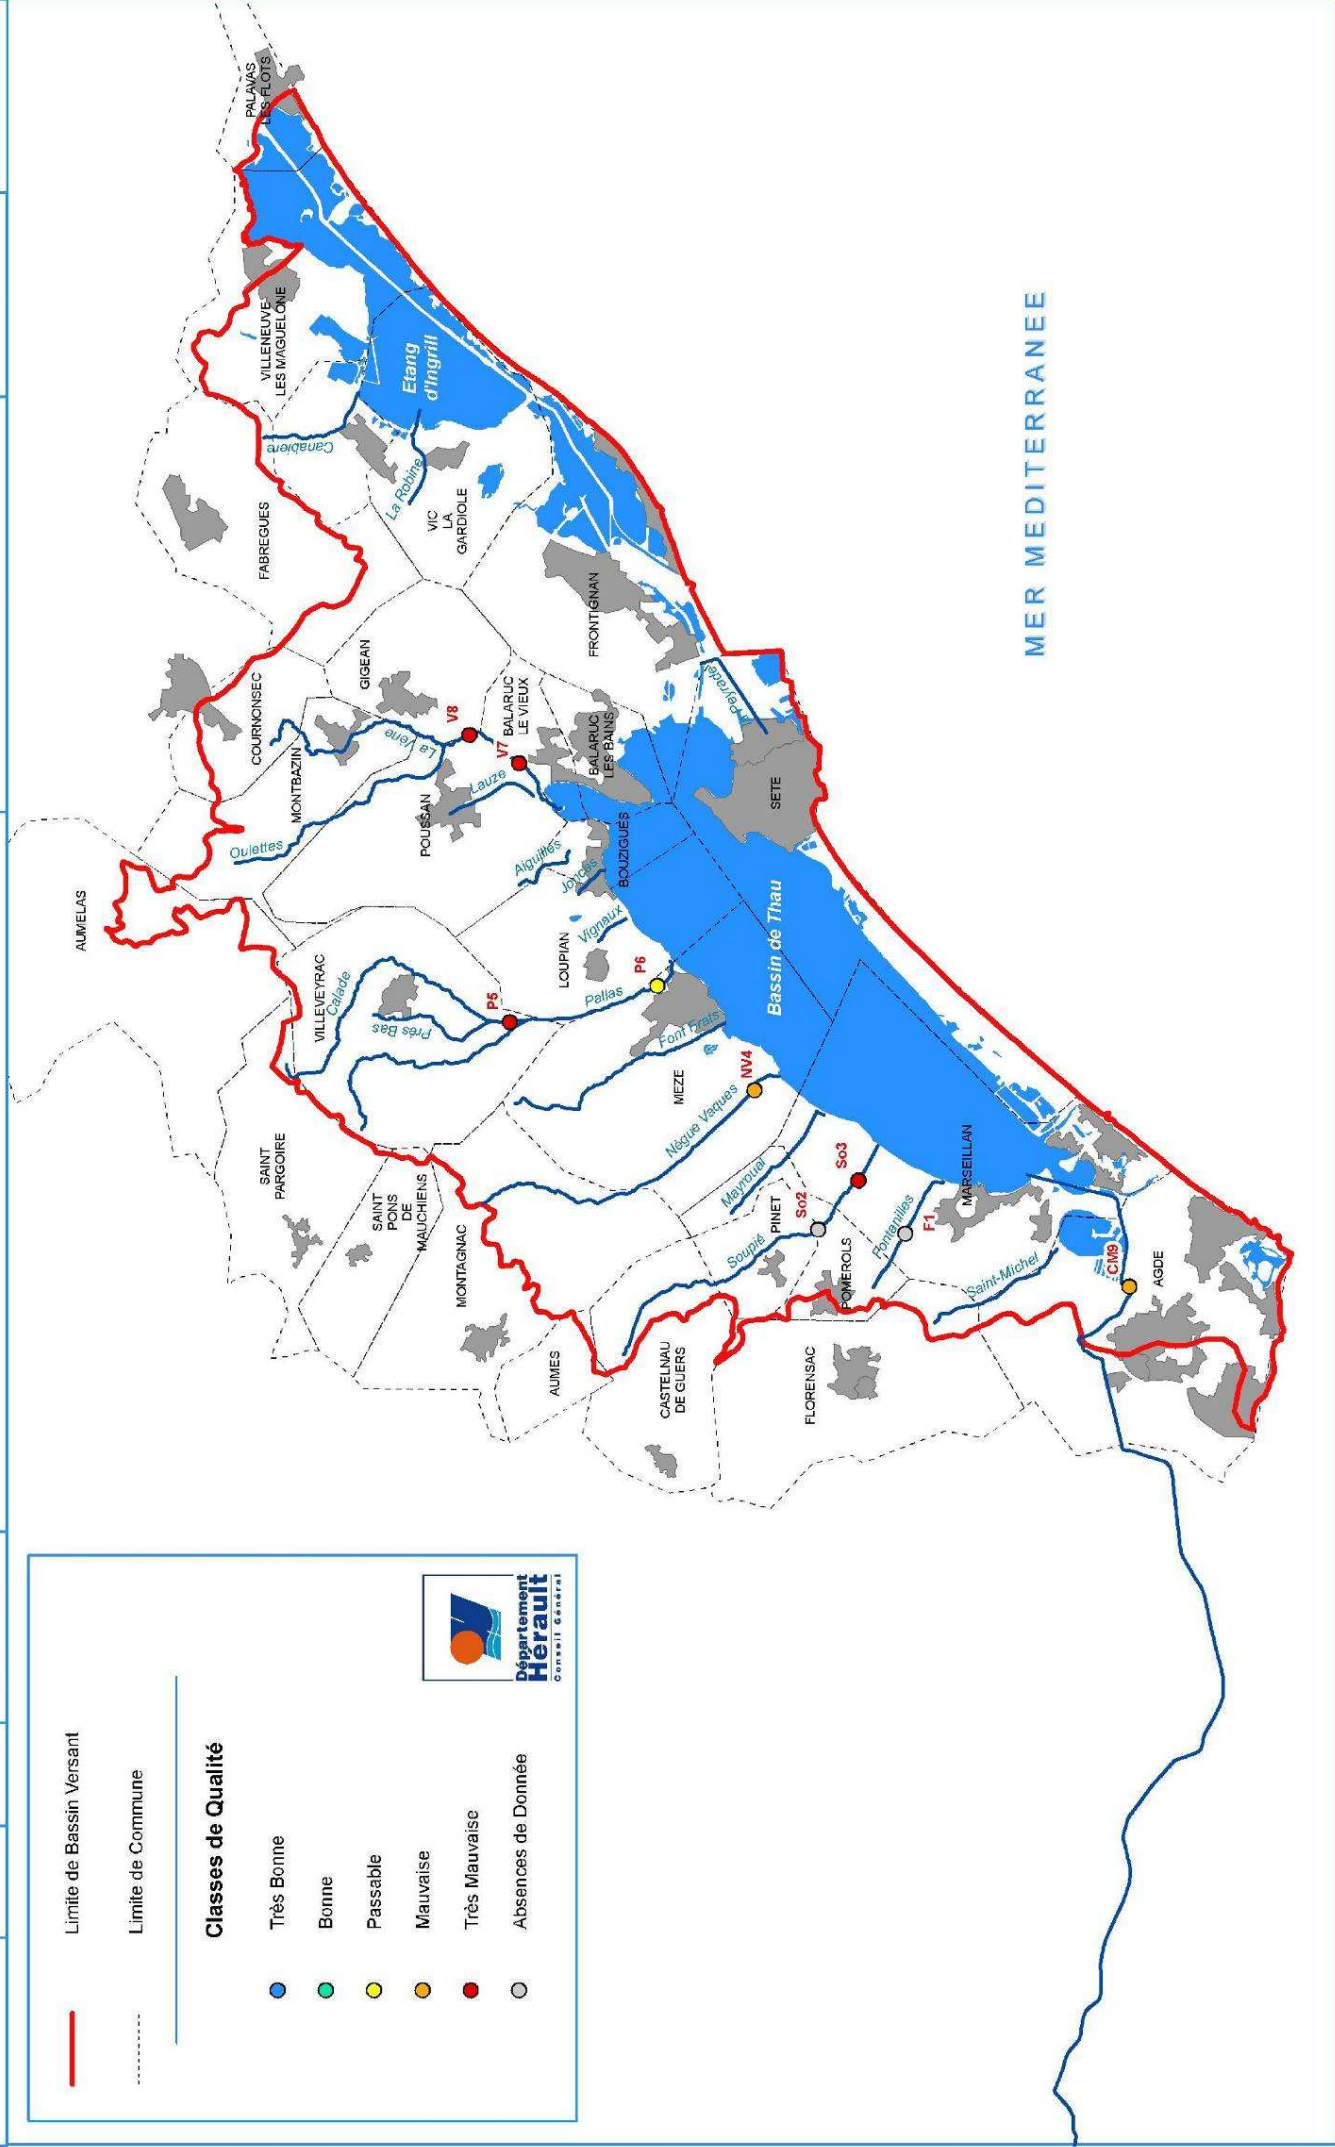 Limite de Bassin Versant
Limite de Commune
Classes de Qualité
Très Bonne
Bonne
Passable
Mauvaise
Très Mauvaise
Absences de Donnée
Département
Hérault
Conseil Général
AUMELAS
SAINT
PARGOIRE
SAINT
PONS
DE
MAUCHIENS
MONTAGNAC
AUMES
CASTELNAU
DE GUERS
FLORENSAC
POMEROLS
PINET
AGDE
MARSEILLAN
MEZE
LOUPIAN
VILLEVEYRAC
BOUZIGUES
POUSSAN
MONTBAZIN
COURNONSEC
GIGEAN
BALARUC
LE VIEUX
BALARUC
LES BAINS
SETE
FRONTIGNAN
FABREGUES
VIC
LA
GARDIOLE
VILLENEUVE
LES MAGUELONE
PALAVAS
LES FLOTS
Calade
Près Bas
Pallas
Font Frats
Nègue Vaques
Mayroual
Soupié
Fontanilles
Saint-Michel
Vignaux
Joncas
Aiguilles
Lauze
Oulettes
La Vène
Peyrade
La Robine
Canabière
P5
P6
NV4
So3
So2
F1
CM9
V7
V8
Bassin de Thau
Etang
d'Ingrill
MER MEDITERRANEE